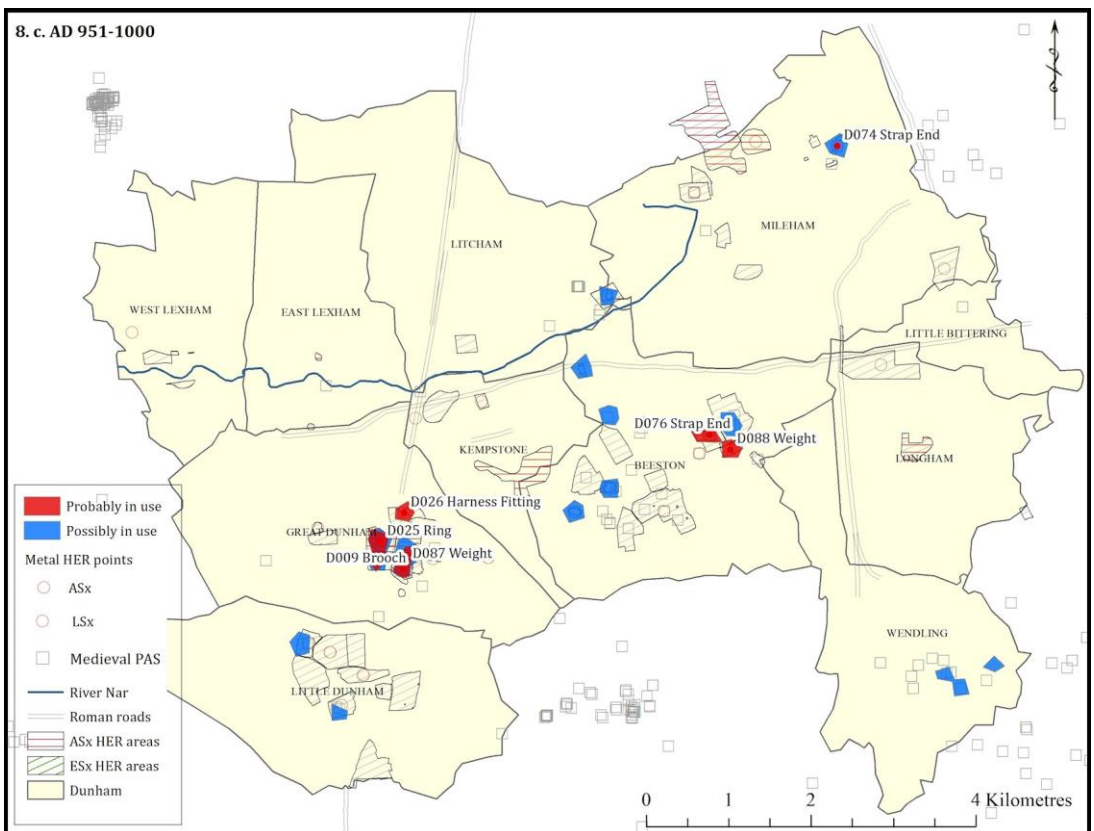 8. c. AD 951-1000
D074 Strap End
MILEHAM
LITCHAM
WEST LEXHAM
EAST LEXHAM
LITTLE BITTERING
D076 Strap End
D088 Weight
KEMPSTONE
BEESTON
LONGHAM
D026 Harness Fitting
GREAT DUNHAM
D025 Ring
D009 Brooch
D087 Weight
WENDLING
LITTLE DUNHAM
Probably in use
Possibly in use
Metal HER points
ASx
LSx
Medieval PAS
River Nar
Roman roads
ASx HER areas
ESx HER areas
Dunham
0 1 2 4 Kilometres